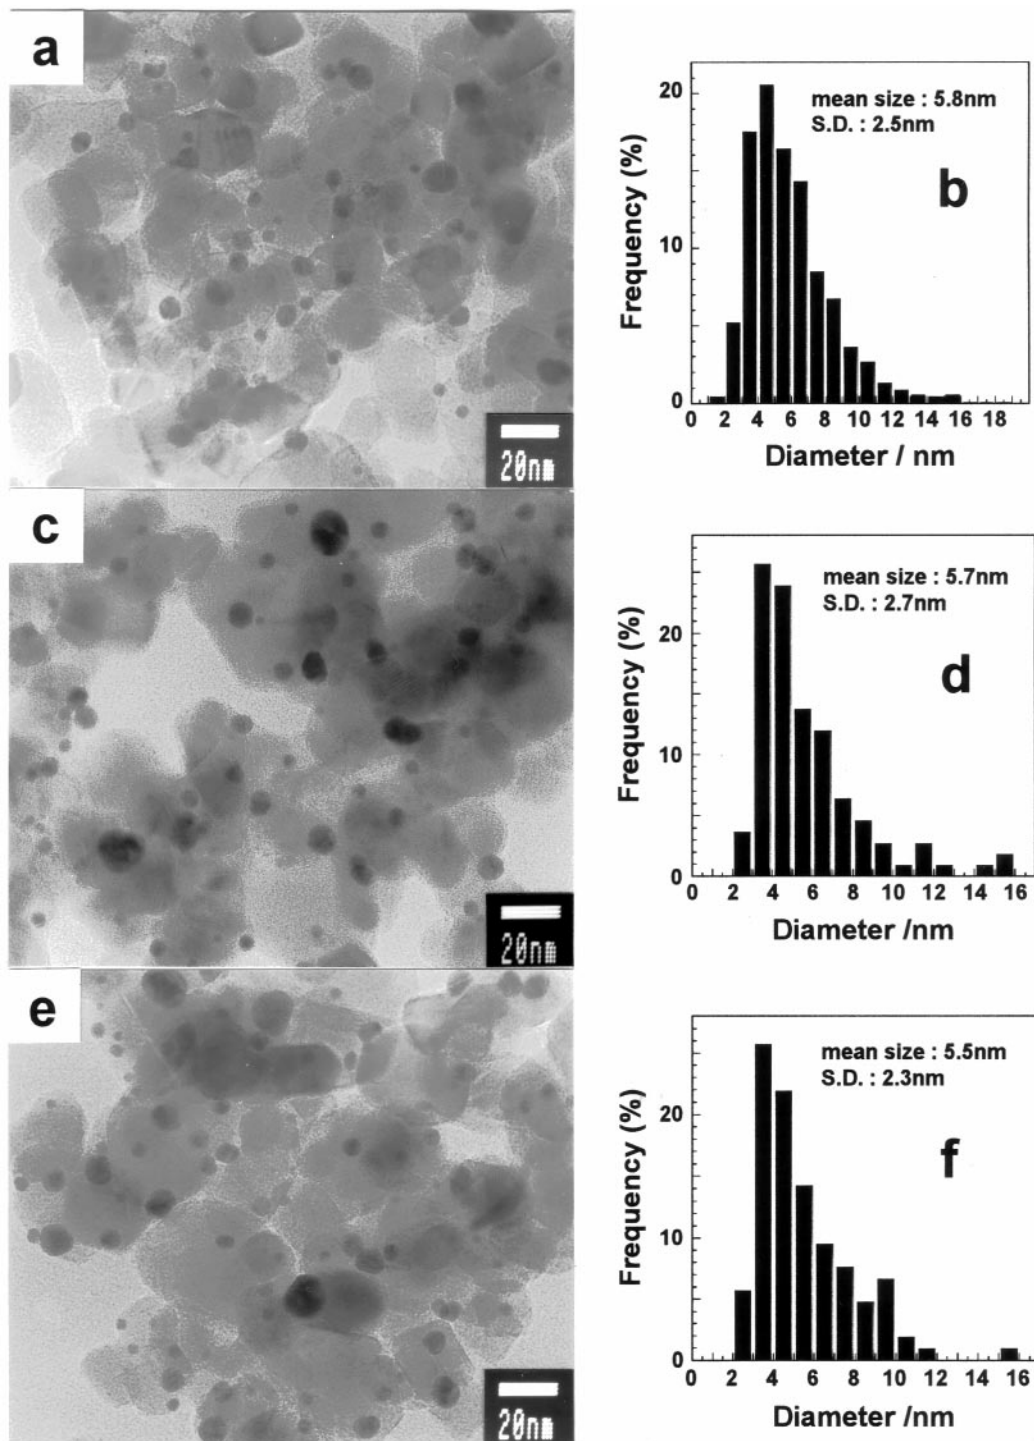 a
20nm
b
mean size : 5.8nm
S.D. : 2.5nm
Frequency (%)
20
10
0
0 2 4 6 8 10 12 14 16 18
Diameter / nm
c
20nm
d
mean size : 5.7nm
S.D. : 2.7nm
Frequency (%)
20
10
0
0 2 4 6 8 10 12 14 16
Diameter /nm
e
20nm
f
mean size : 5.5nm
S.D. : 2.3nm
Frequency (%)
20
10
0
0 2 4 6 8 10 12 14 16
Diameter /nm